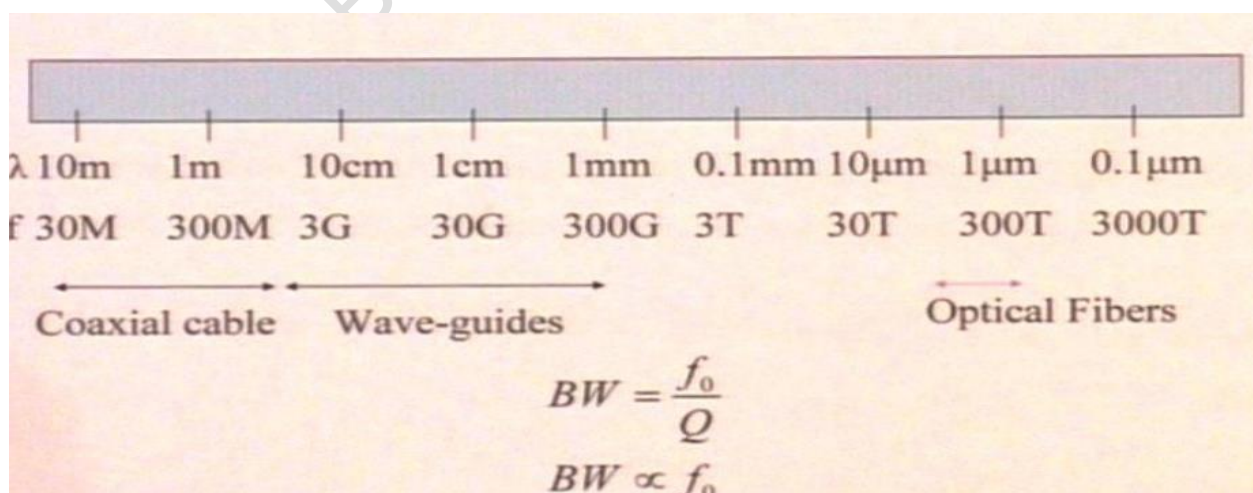 λ 10m 1m 10cm 1cm 1mm 0.1mm 10μm 1μm 0.1μm
f 30M 300M 3G 30G 300G 3T 30T 300T 3000T
Coaxial cable Wave-guides Optical Fibers
BW = f₀/Q
BW ∝ f₀